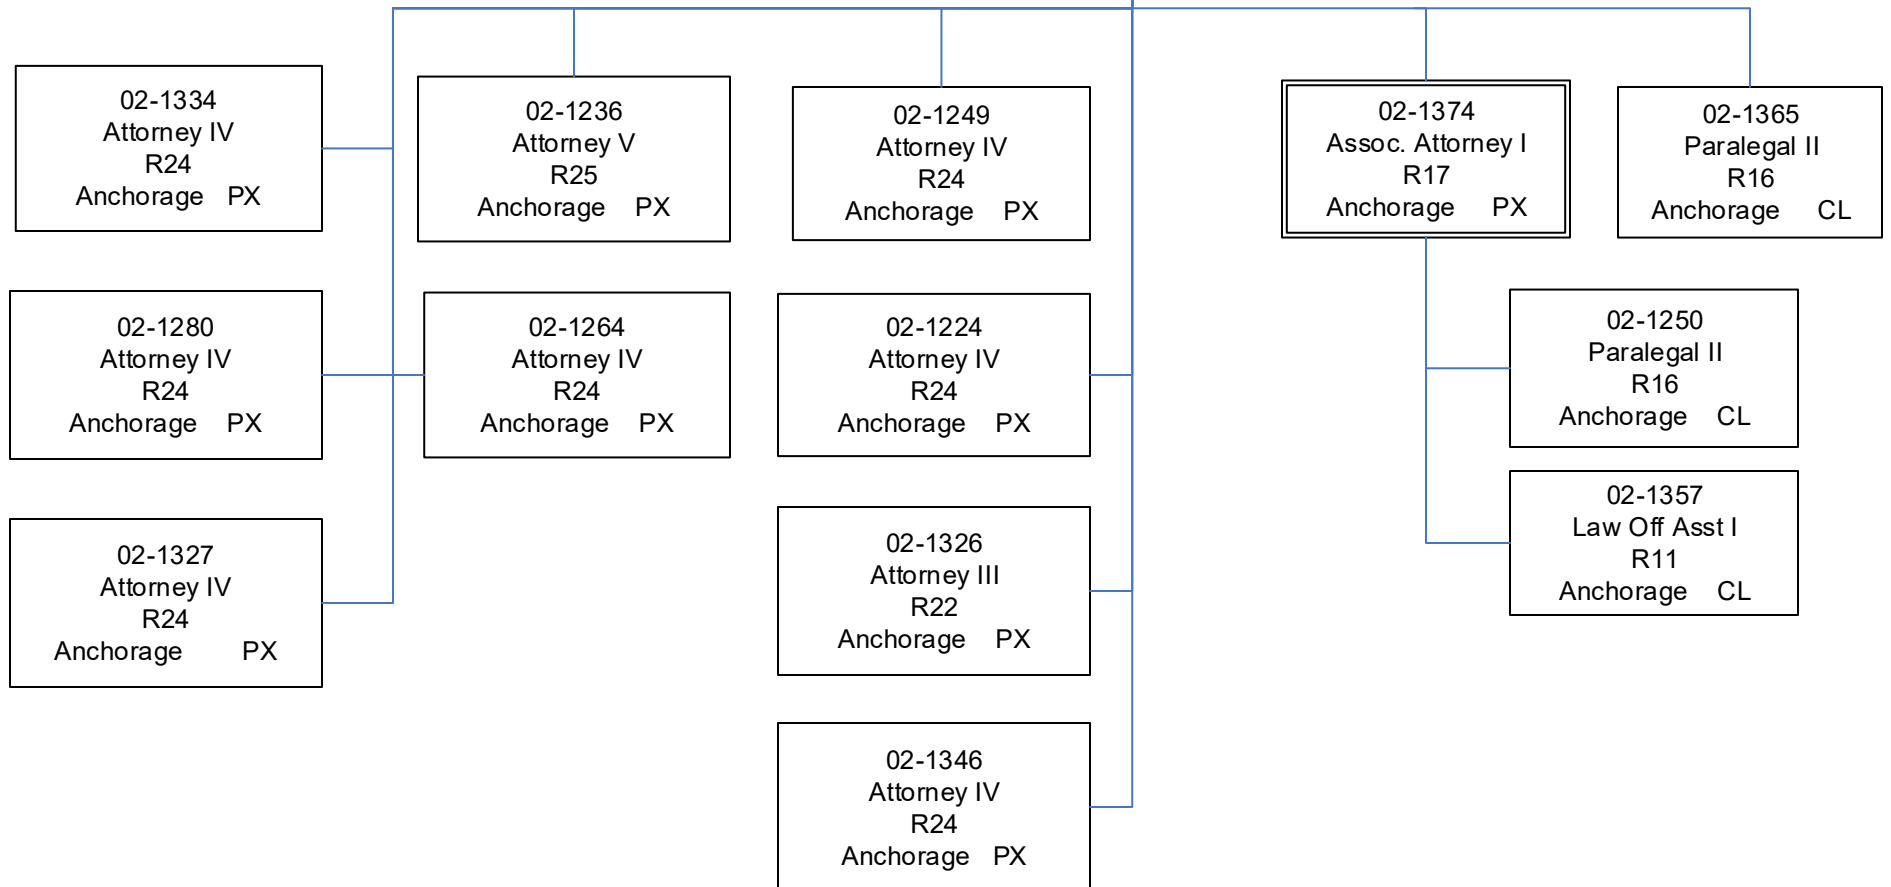 02-1334
Attorney IV
R24
Anchorage PX
02-1236
Attorney V
R25
Anchorage PX
02-1249
Attorney IV
R24
Anchorage PX
02-1374
Assoc. Attorney I
R17
Anchorage PX
02-1365
Paralegal II
R16
Anchorage CL
02-1280
Attorney IV
R24
Anchorage PX
02-1264
Attorney IV
R24
Anchorage PX
02-1224
Attorney IV
R24
Anchorage PX
02-1250
Paralegal II
R16
Anchorage CL
02-1357
Law Off Asst I
R11
Anchorage CL
02-1327
Attorney IV
R24
Anchorage PX
02-1326
Attorney III
R22
Anchorage PX
02-1346
Attorney IV
R24
Anchorage PX